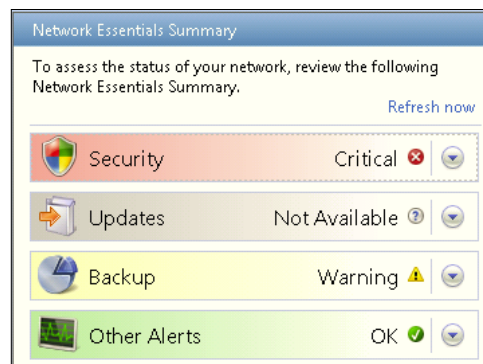 Network Essentials Summary
To assess the status of your network, review the following
Network Essentials Summary.
Refresh now
Security Critical
Updates Not Available
Backup Warning
Other Alerts OK